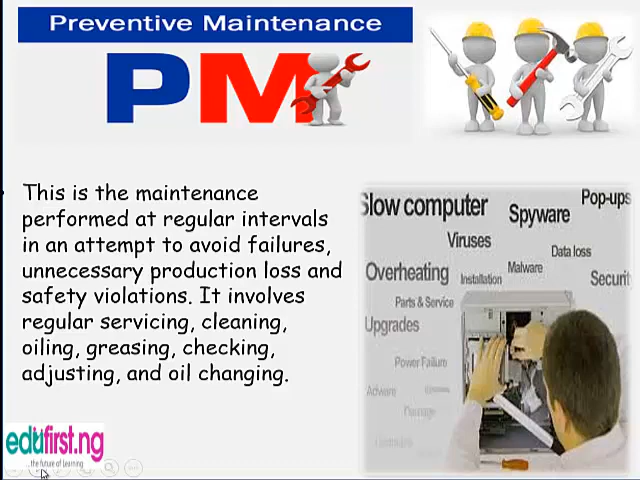 Preventive Maintenance
PM
This is the maintenance
performed at regular intervals
in an attempt to avoid failures,
unnecessary production loss and
safety violations. It involves
regular servicing, cleaning,
oiling, greasing, checking,
adjusting, and oil changing.
Slow computer
Pop-ups
Spyware
Viruses
Data loss
Overheating
Malware
Installation
Securit
Parts & Service
Upgrades
Power Failure
Adware
Damage
edufirst.ng
...the future of Learning